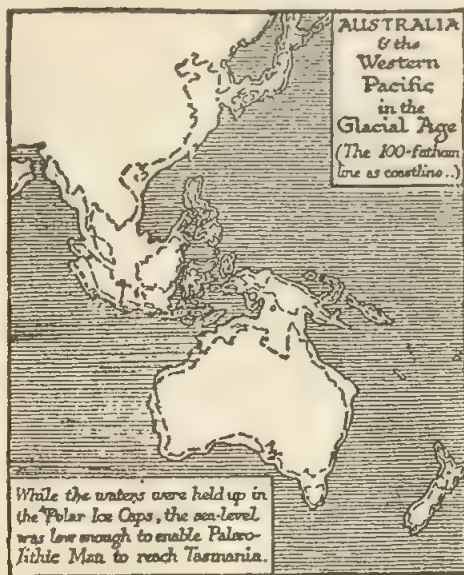 AUSTRALIA
& the
Western
Pacific
in the
Glacial Age
(The 100-fathom
line as coastline..)
While the waters were held up in
the Polar Ice Caps, the sea-level
was low enough to enable Palæo-
lithic Man to reach Tasmania.